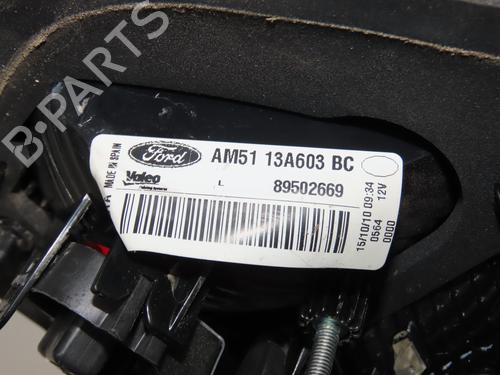 B-PARTS
MADE IN SPAIN
Ford
AM51 13A603 BC
Valeo
L
89502669
15/10/10 09:34
12V
0564
0000